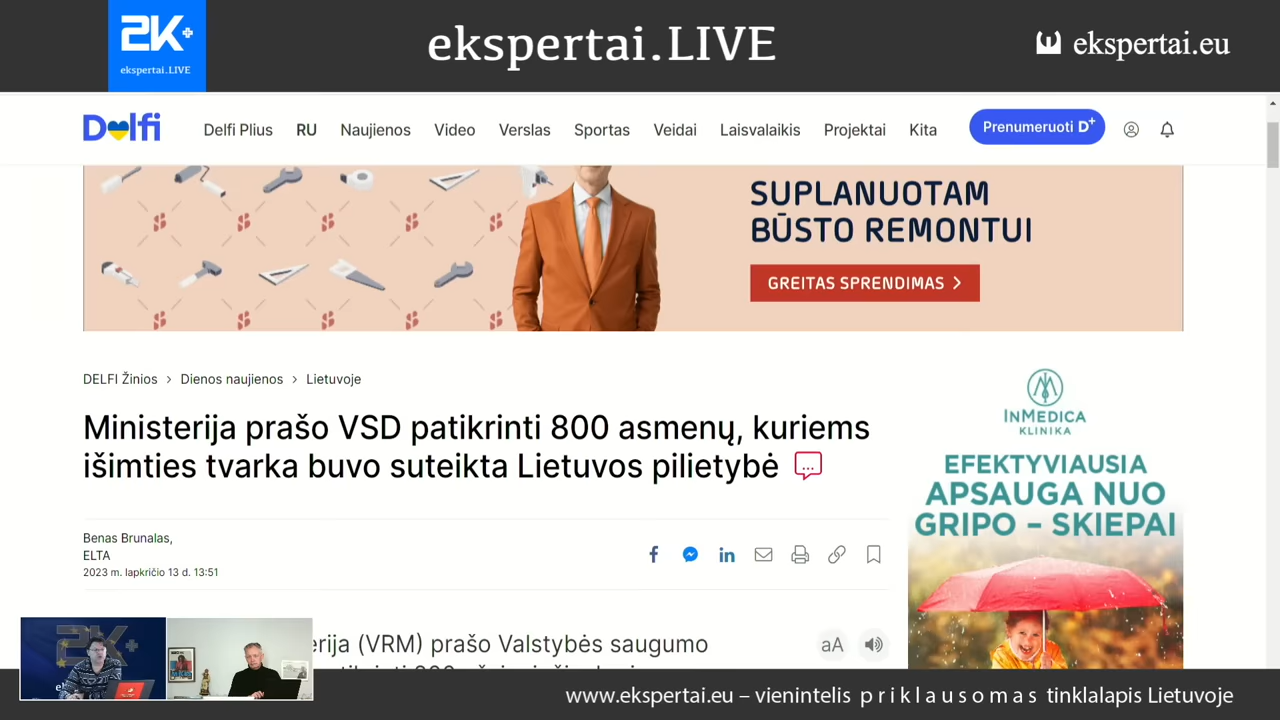 2K+
ekspertai.LIVE
ekspertai.LIVE
ekspertai.eu
Delfi
Delfi Plius RU Naujienos Video Verslas Sportas Veidai Laisvalaikis Projektai Kita
Prenumeruoti D+
SUPLANUOTAM
BŪSTO REMONTUI
GREITAS SPRENDIMAS >
DELFI Žinios > Dienos naujienos > Lietuvoje
Ministerija prašo VSD patikrinti 800 asmenų, kuriems
išimties tvarka buvo suteikta Lietuvos pilietybė
Benas Brunalas,
ELTA
2023 m. lapkričio 13 d. 13:51
INMEDICA
KLINIKA
EFEKTYVIAUSIA
APSAUGA NUO
GRIPO – SKIEPAI
erija (VRM) prašo Valstybės saugumo
aA
2K
www.ekspertai.eu – vienintelis priklausomas tinklalapis Lietuvoje